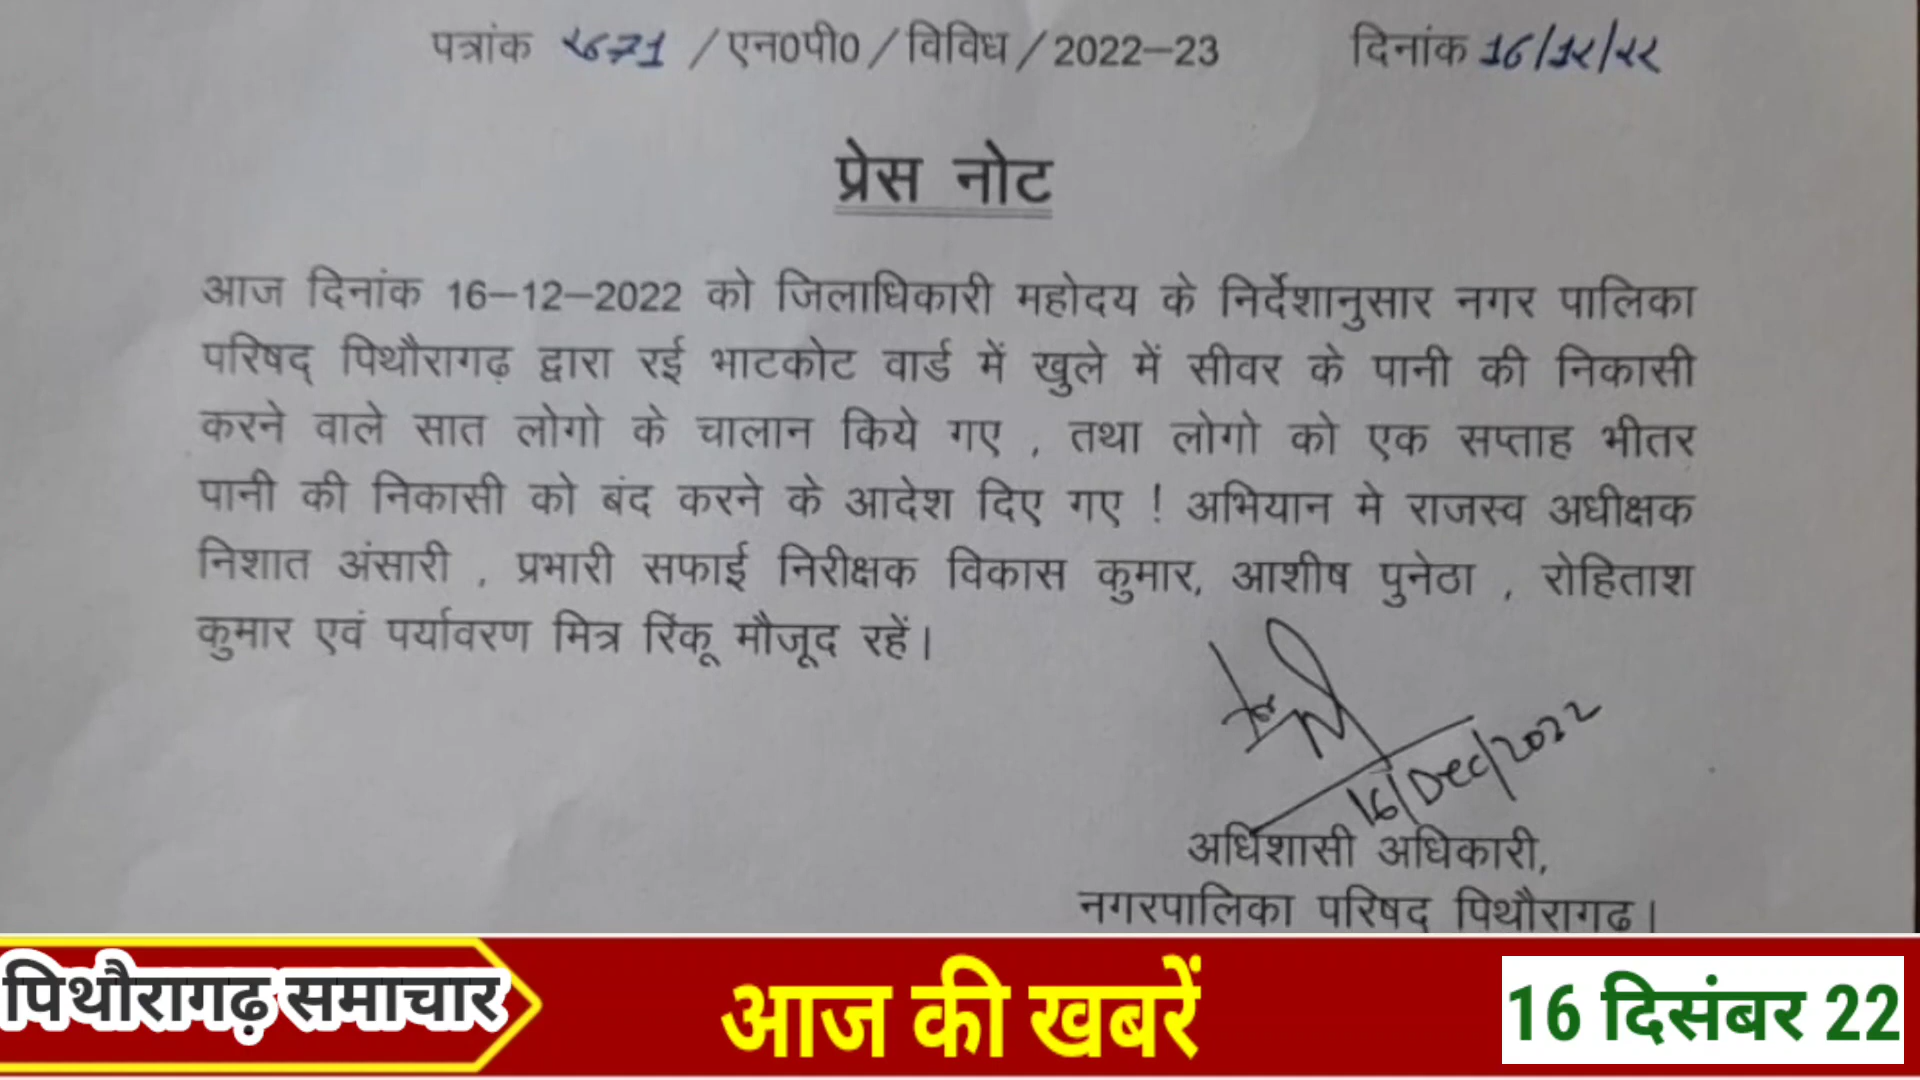 पत्रांक /एन0पी0/विविध/2022–23 दिनांक 16/12/22
प्रेस नोट
आज दिनांक 16–12–2022 को जिलाधिकारी महोदय के निर्देशानुसार नगर पालिका
परिषद् पिथौरागढ़ द्वारा रई भाटकोट वार्ड में खुले में सीवर के पानी की निकासी
करने वाले सात लोगो के चालान किये गए , तथा लोगो को एक सप्ताह भीतर
पानी की निकासी को बंद करने के आदेश दिए गए ! अभियान मे राजस्व अधीक्षक
निशात अंसारी , प्रभारी सफाई निरीक्षक विकास कुमार, आशीष पुनेठा , रोहिताश
कुमार एवं पर्यावरण मित्र रिंकू मौजूद रहें।
16/Dec/2022
अधिशासी अधिकारी,
नगरपालिका परिषद पिथौरागढ।
पिथौरागढ़ समाचार
आज की खबरें
16 दिसंबर 22